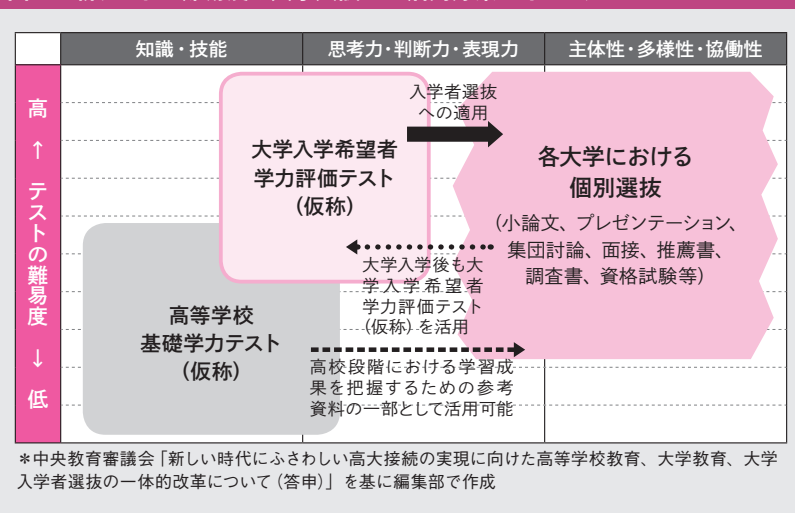 知識・技能
思考力・判断力・表現力
主体性・多様性・協働性
高
↑
テストの難易度
↓
低
大学入学希望者
学力評価テスト
(仮称)
入学者選抜
への適用
各大学における
個別選抜
(小論文、プレゼンテーション、
集団討論、面接、推薦書、
調査書、資格試験等)
大学入学後も大
学入学希望者
学力評価テスト
(仮称)を活用
高等学校
基礎学力テスト
(仮称)
高校段階における学習成
果を把握するための参考
資料の一部として活用可能
*中央教育審議会「新しい時代にふさわしい高大接続の実現に向けた高等学校教育、大学教育、大学
入学者選抜の一体的改革について(答申)」を基に編集部で作成